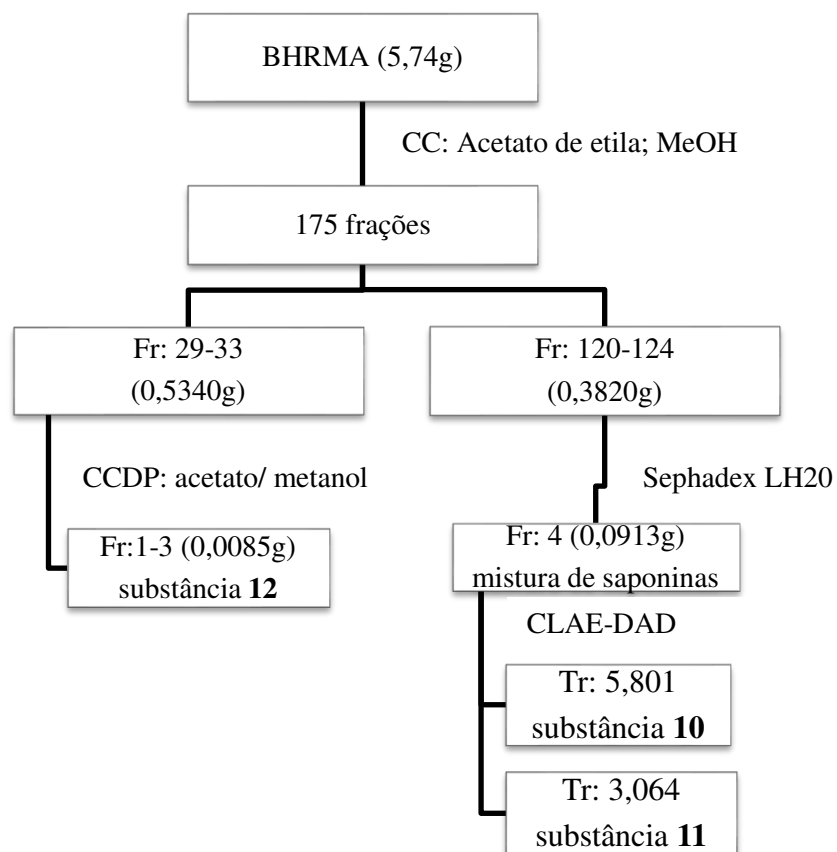 BHRMA (5,74g)
CC: Acetato de etila; MeOH
175 frações
Fr: 29-33
(0,5340g)
Fr: 120-124
(0,3820g)
CCDP: acetato/ metanol
Sephadex LH20
Fr:1-3 (0,0085g)
substância 12
Fr: 4 (0,0913g)
mistura de saponinas
CLAE-DAD
Tr: 5,801
substância 10
Tr: 3,064
substância 11